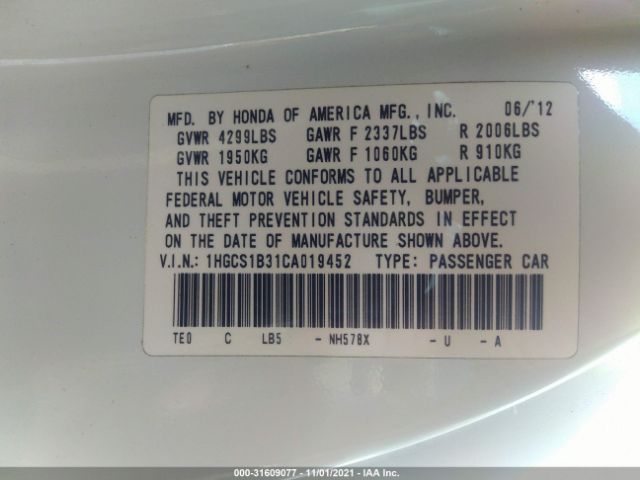 MFD. BY HONDA OF AMERICA MFG., INC. 06/'12
GVWR 4299LBS GAWR F 2337LBS R 2006LBS
GVWR 1950KG GAWR F 1060KG R 910KG
THIS VEHICLE CONFORMS TO ALL APPLICABLE
FEDERAL MOTOR VEHICLE SAFETY, BUMPER,
AND THEFT PREVENTION STANDARDS IN EFFECT
ON THE DATE OF MANUFACTURE SHOWN ABOVE.
V.I.N.: 1HGCS1B31CA019452 TYPE: PASSENGER CAR
TE0 C LB5 - NH578X - U - A
000-31609077 - 11/01/2021 - IAA Inc.